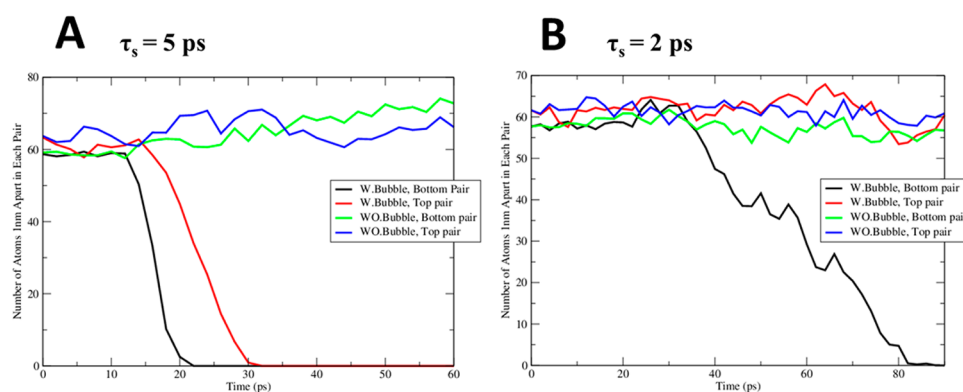 A
τs = 5 ps
80
60
40
20
0
Number of Atoms 1nm Apart in Each Pair
W.Bubble, Bottom Pair
W.Bubble, Top pair
WO.Bubble, Bottom pair
WO.Bubble, Top pair
0 10 20 30 40 50 60
Time (ps)
B
τs = 2 ps
70
60
50
40
30
20
10
0
Number of Atoms 1nm Apart in Each Pair
W.Bubble, Bottom Pair
W.Bubble, Top pair
WO.Bubble, Bottom pair
WO.Bubble, Top pair
0 20 40 60 80
Time (ps)